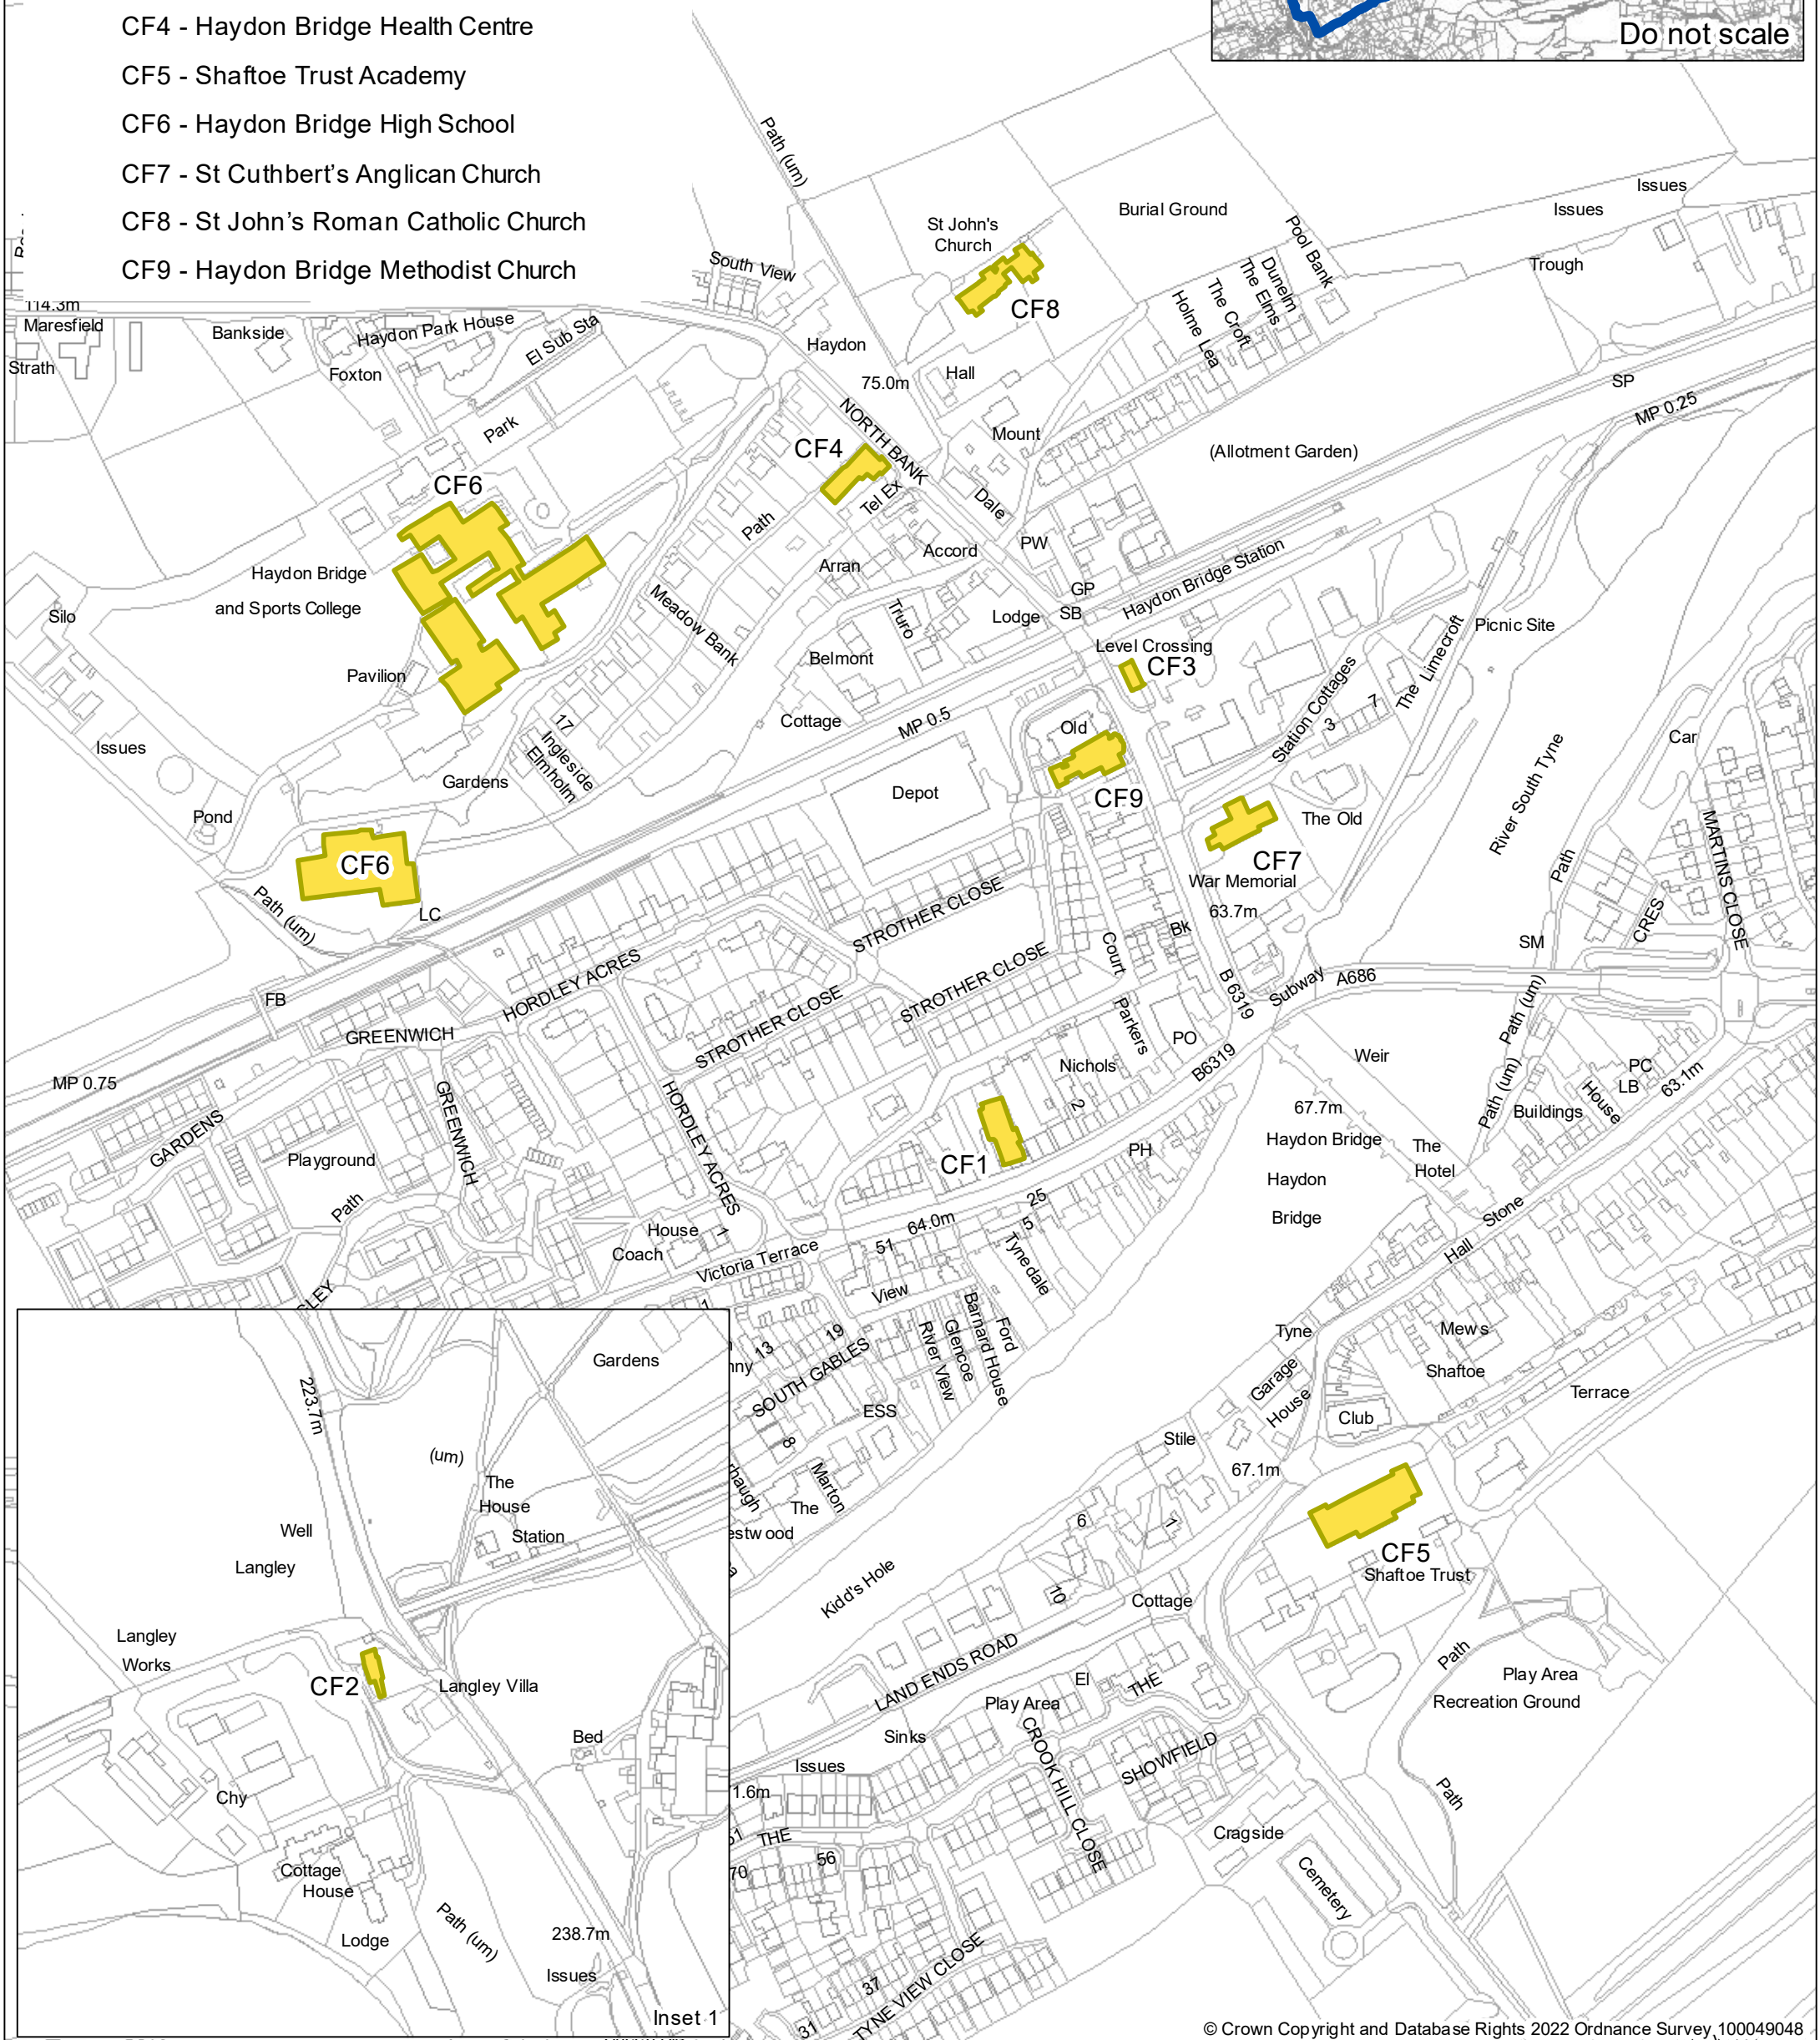 CF4 - Haydon Bridge Health Centre
CF5 - Shaftoe Trust Academy
CF6 - Haydon Bridge High School
CF7 - St Cuthbert’s Anglican Church
CF8 - St John’s Roman Catholic Church
CF9 - Haydon Bridge Methodist Church
Do not scale
Path (um)
Issues
Issues
Burial Ground
Pool Bank
St John's
Church
South View
Trough
Dunelm
The Elms
The Croft
Holme Lea
CF8
114.3m
Maresfield
Bankside
Haydon Park House
El Sub Sta
Strath
Foxton
Haydon
75.0m
Hall
SP
MP 0.25
NORTH BANK
Park
Mount
(Allotment Garden)
CF4
CF6
Tel Ex
Dale
Path
Accord
PW
Arran
Haydon Bridge
and Sports College
GP
SB
Haydon Bridge Station
Silo
Meadow Bank
Truro
Lodge
Picnic Site
Level Crossing
CF3
Belmont
Pavilion
The Limecroft
Station Cottages
7
3
Cottage
MP 0.5
Old
17
Ingleside
Elmholm
Issues
Car
River South Tyne
Gardens
Depot
CF9
Pond
The Old
MARTINS CLOSE
CF6
CF7
War Memorial
Path
63.7m
Path (um)
LC
STROTHER CLOSE
Bk
CRES
SM
Court
HORDLEY ACRES
STROTHER CLOSE
B 6319
Subway
A686
FB
STROTHER CLOSE
Parkers
Path (um)
GREENWICH
PO
Nichols
B6319
Weir
PC
LB
63.1m
MP 0.75
GREENWICH
HORDLEY ACRES
2
67.7m
Path (um)
Buildings
House
GARDENS
Playground
CF1
PH
Haydon Bridge
The
Hotel
Haydon
Bridge
Path
25
5
64.0m
Stone
Hall
House
1
Coach
Victoria Terrace
51
Tynedale
View
SLEY
1
Ford
Barnard House
Glencoe
River View
Tyne
Mews
Gardens
nny
13
19
SOUTH GABLES
Garage
House
Shaftoe
Terrace
223.7m
ESS
Club
8
Stile
(um)
The
House
Marton
67.1m
rhaugh
The
Well
Station
estwood
6
1
CF5
Langley
Shaftoe Trust
Kidd's Hole
10
Cottage
Langley
Works
LAND ENDS ROAD
Path
CF2
Langley Villa
El
THE
Play Area
Play Area
Recreation Ground
Bed
Sinks
CROOK HILL CLOSE
SHOWFIELD
Issues
1.6m
Chy
Path
51
THE
Cragside
56
70
Cottage
House
Cemetery
Path (um)
238.7m
Lodge
Issues
37
TYNE VIEW CLOSE
31
Inset 1
© Crown Copyright and Database Rights 2022 Ordnance Survey 100049048